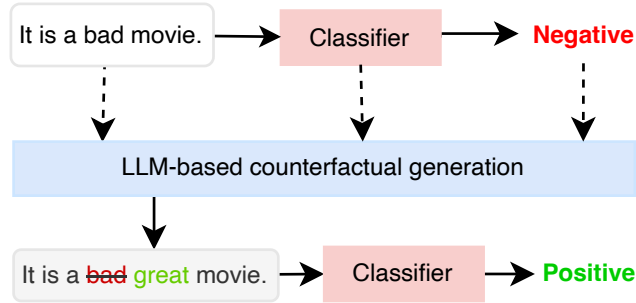 It is a bad movie.
Classifier
Negative
LLM-based counterfactual generation
It is a bad great movie.
Classifier
Positive